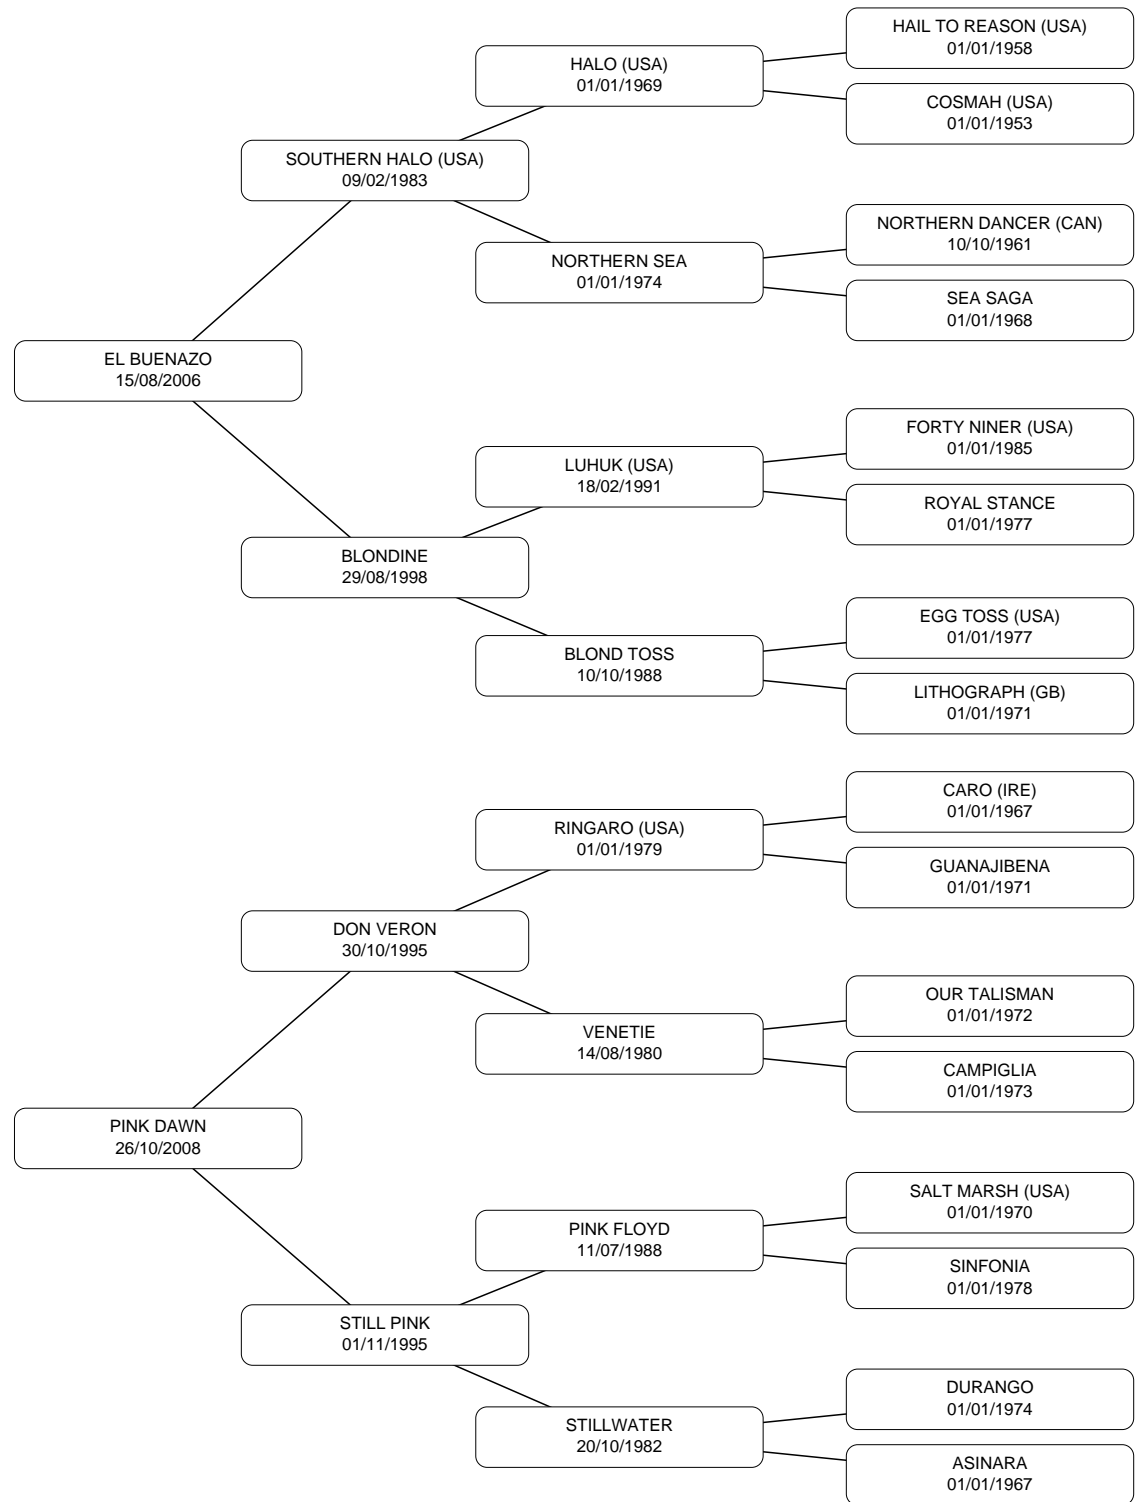 HAIL TO REASON (USA)
01/01/1958
HALO (USA)
01/01/1969
COSMAH (USA)
01/01/1953
SOUTHERN HALO (USA)
09/02/1983
NORTHERN DANCER (CAN)
10/10/1961
NORTHERN SEA
01/01/1974
SEA SAGA
01/01/1968
EL BUENAZO
15/08/2006
FORTY NINER (USA)
01/01/1985
LUHUK (USA)
18/02/1991
ROYAL STANCE
01/01/1977
BLONDINE
29/08/1998
EGG TOSS (USA)
01/01/1977
BLOND TOSS
10/10/1988
LITHOGRAPH (GB)
01/01/1971
CARO (IRE)
01/01/1967
RINGARO (USA)
01/01/1979
GUANAJIBENA
01/01/1971
DON VERON
30/10/1995
OUR TALISMAN
01/01/1972
VENETIE
14/08/1980
CAMPIGLIA
01/01/1973
PINK DAWN
26/10/2008
SALT MARSH (USA)
01/01/1970
PINK FLOYD
11/07/1988
SINFONIA
01/01/1978
STILL PINK
01/11/1995
DURANGO
01/01/1974
STILLWATER
20/10/1982
ASINARA
01/01/1967